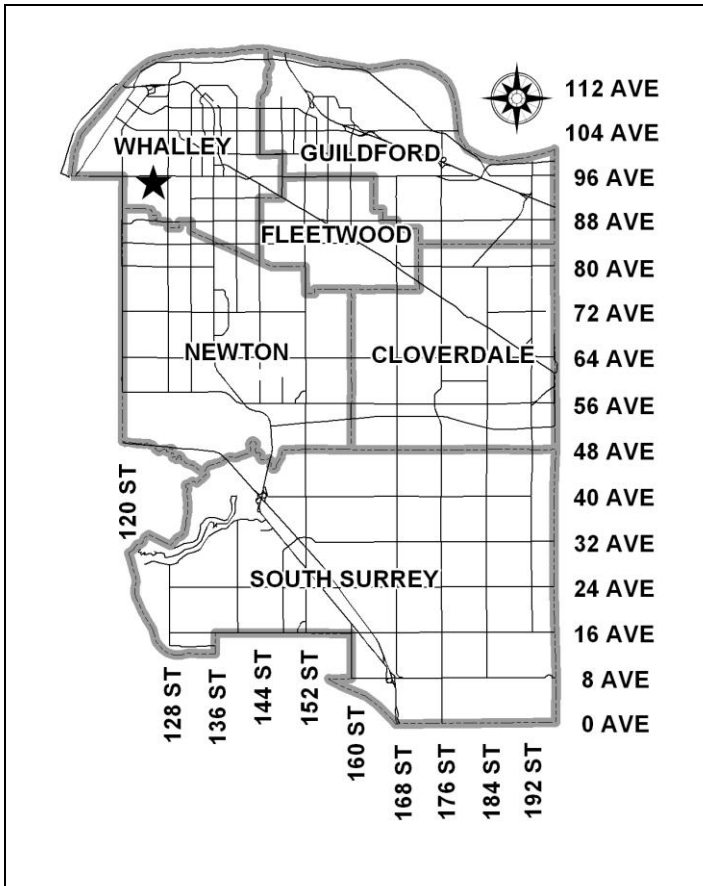 112 AVE
104 AVE
WHALLEY
GUILDFORD
96 AVE
88 AVE
FLEETWOOD
80 AVE
72 AVE
NEWTON
CLOVERDALE
64 AVE
56 AVE
48 AVE
120 ST
40 AVE
32 AVE
SOUTH SURREY
24 AVE
16 AVE
128 ST
136 ST
144 ST
152 ST
160 ST
8 AVE
0 AVE
168 ST
176 ST
184 ST
192 ST